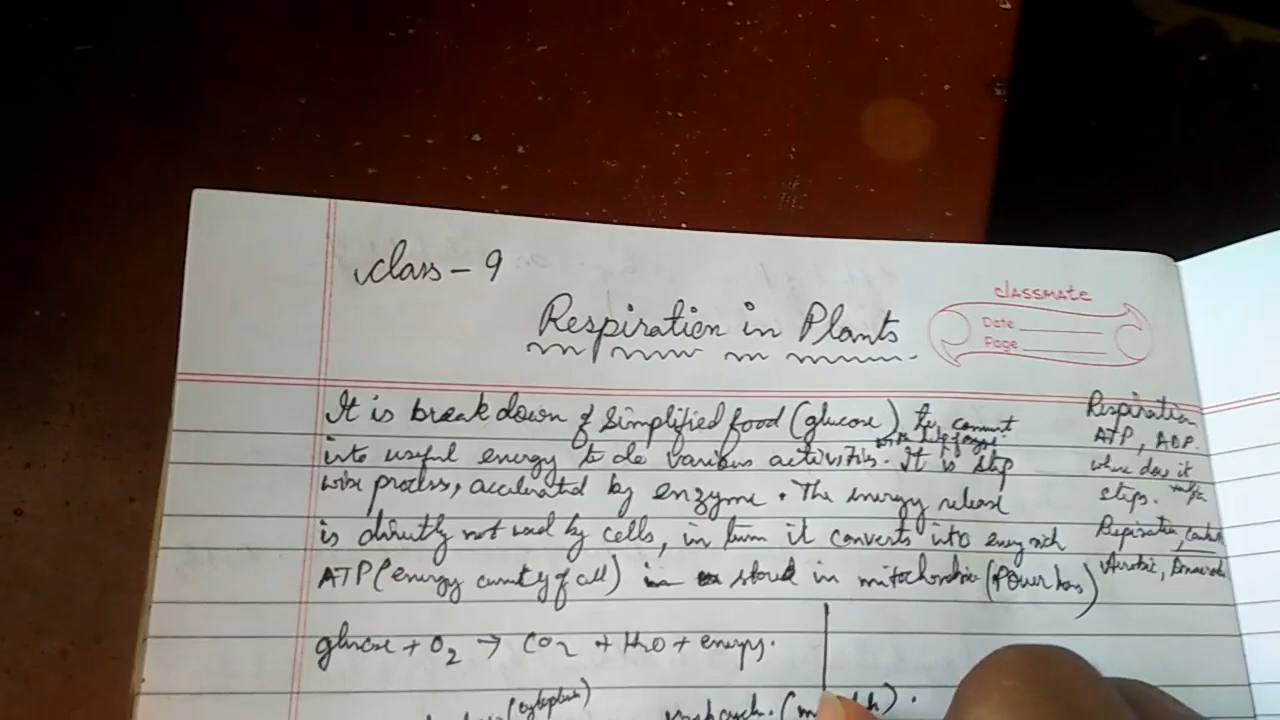 class - 9
Respiration in Plants
classmate
Date
Page
It is break down of simplified food (glucose), to convert
into useful energy to do various activities. It is step
wise process, accelerated by enzyme. The energy release
is directly not used by cells, in turn it converts into energy rich
ATP (energy of cell) stored in mitochondria (Power
glucose + O2 → CO2 + H2O + energy.
(cytoplasm)
Respiration
ATP, ADP.
where does it
steps.
Respiration,
Aerobic,